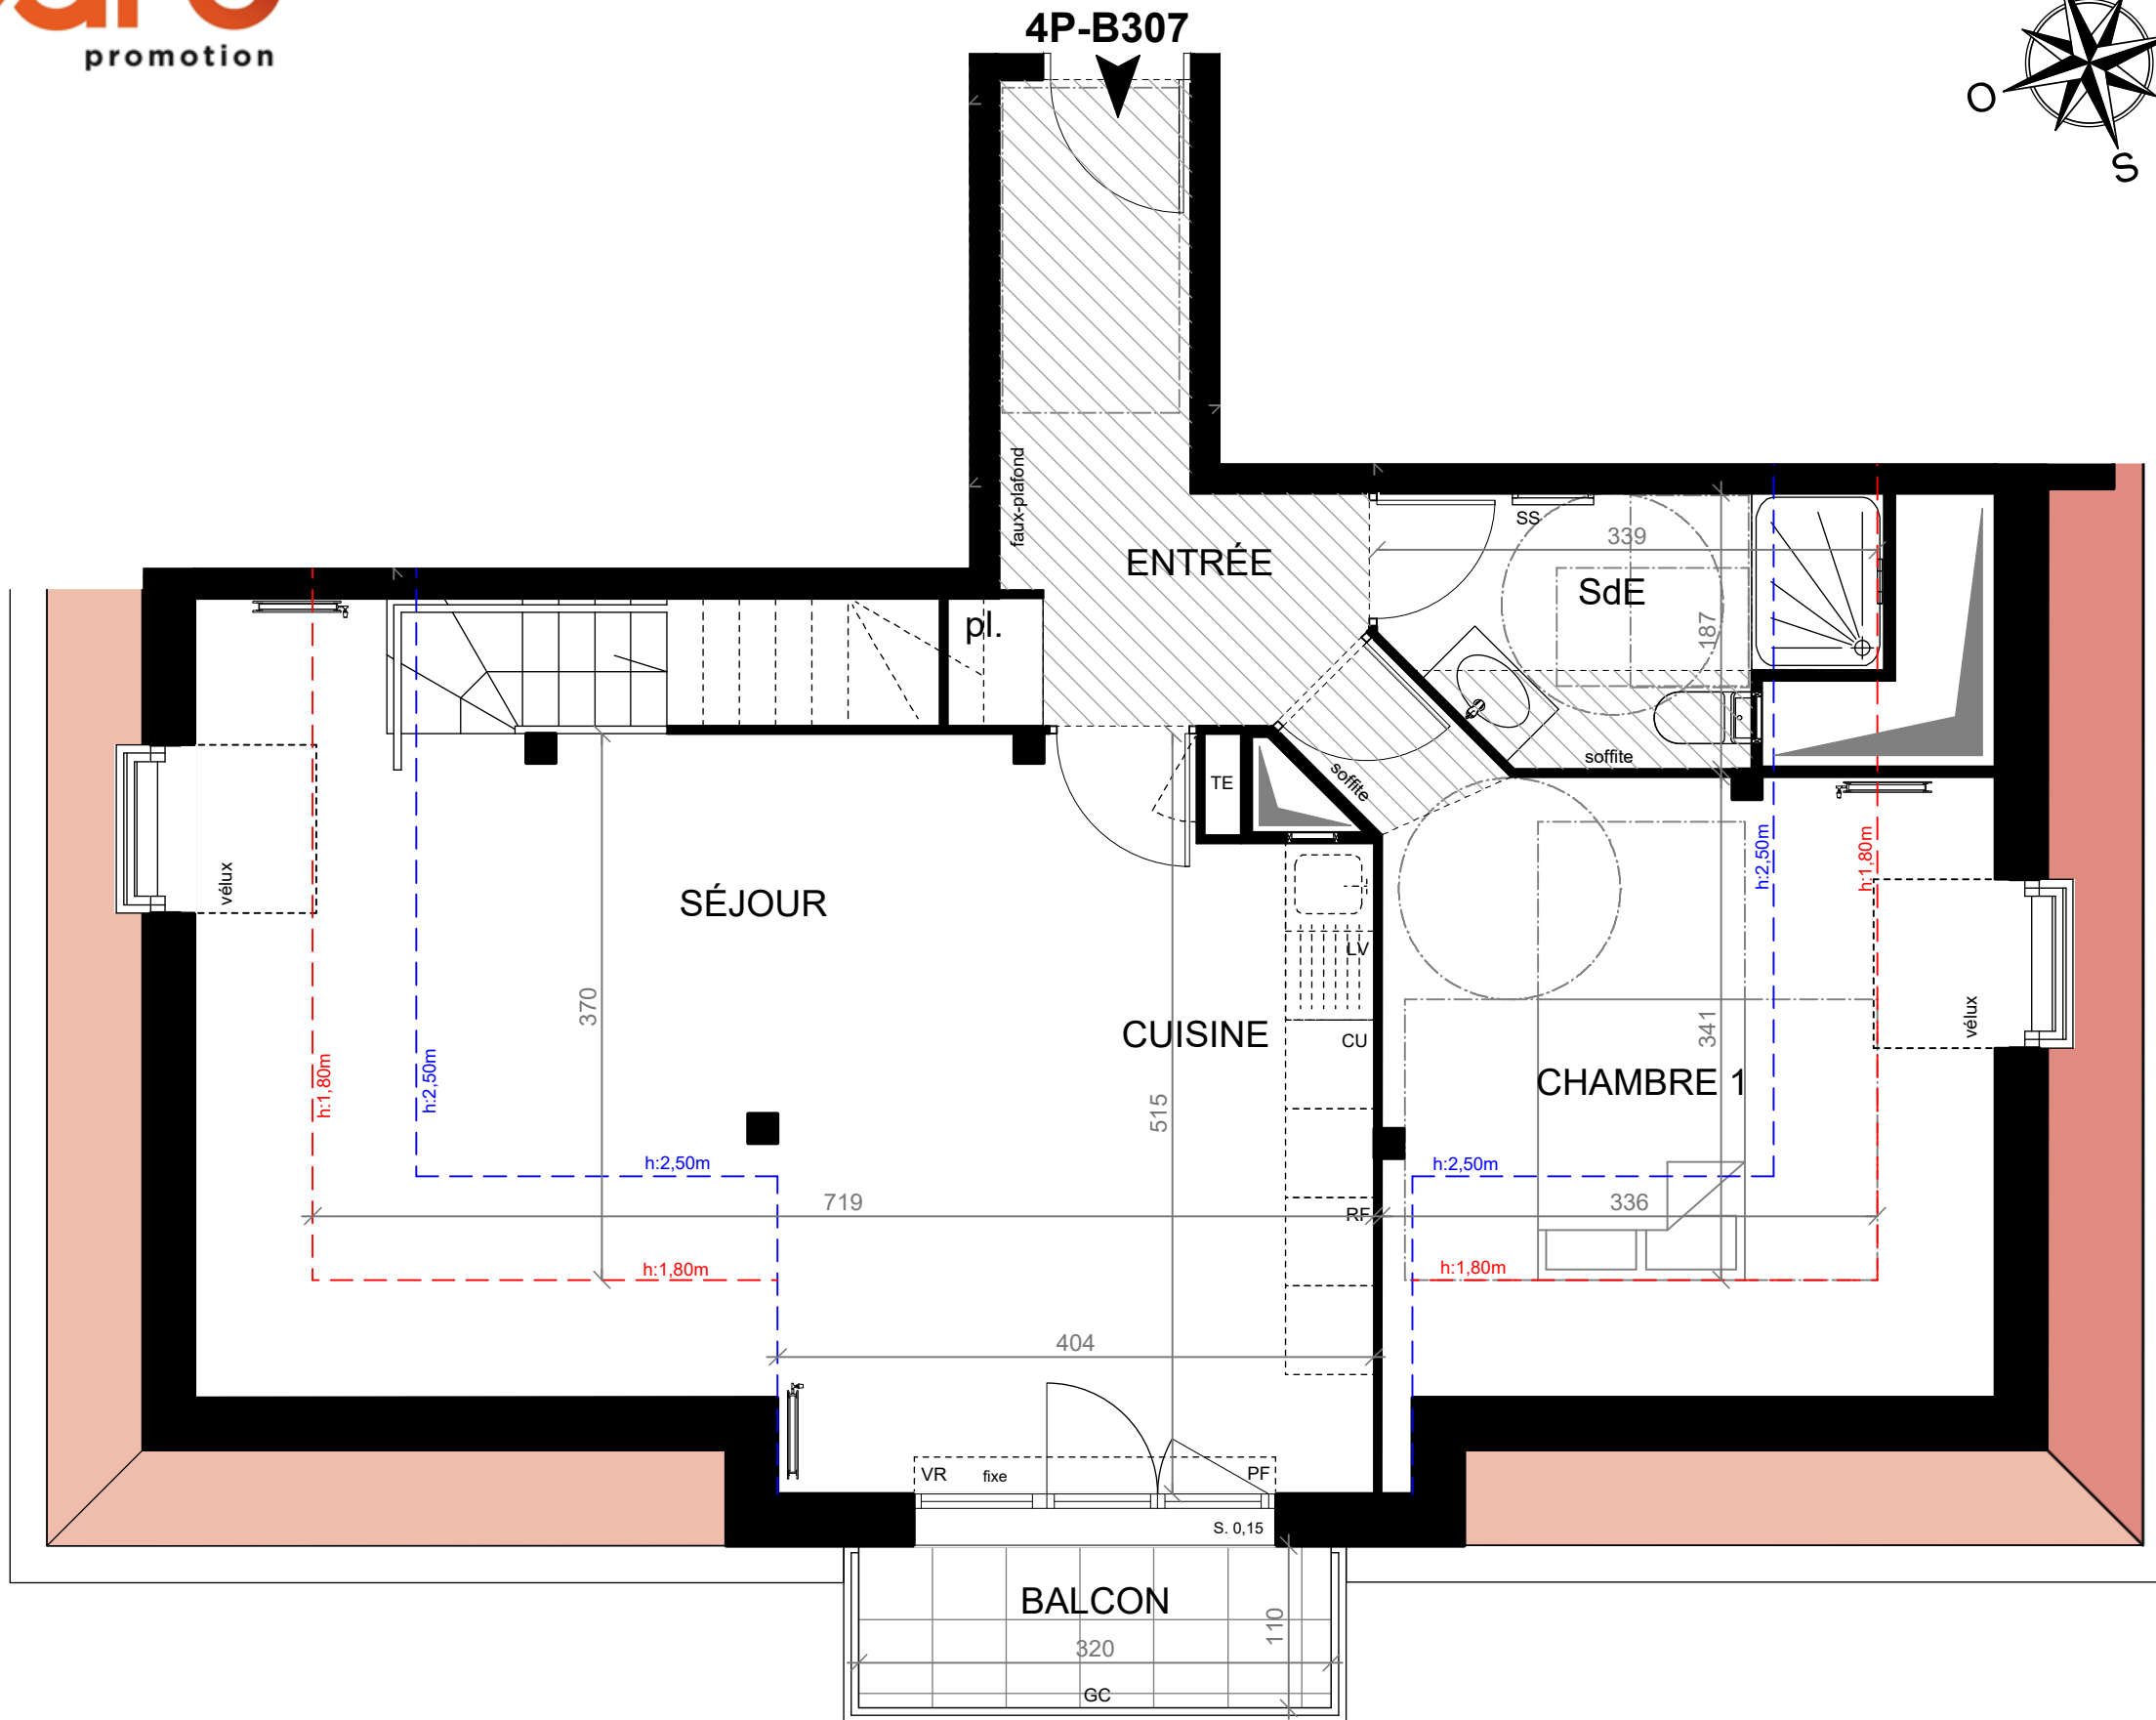 promotion
4P-B307
O
S
faux-plafond
ENTRÉE
SS
339
SdE
187
pl.
soffite
soffite
TE
h:2,50m
h:1,80m
vélux
SÉJOUR
LV
vélux
370
CUISINE
CU
341
CHAMBRE 1
h:1,80m
h:2,50m
515
h:2,50m
h:2,50m
719
RF
336
h:1,80m
h:1,80m
404
VR
fixe
PF
S. 0,15
BALCON
110
320
GC